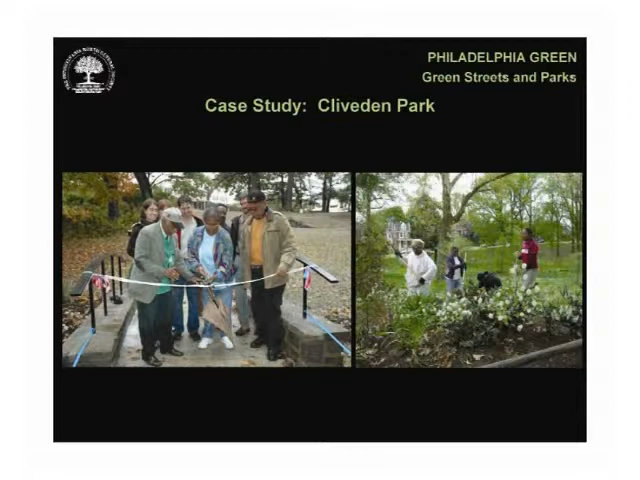 PHILADELPHIA GREEN
Green Streets and Parks
Case Study: Cliveden Park